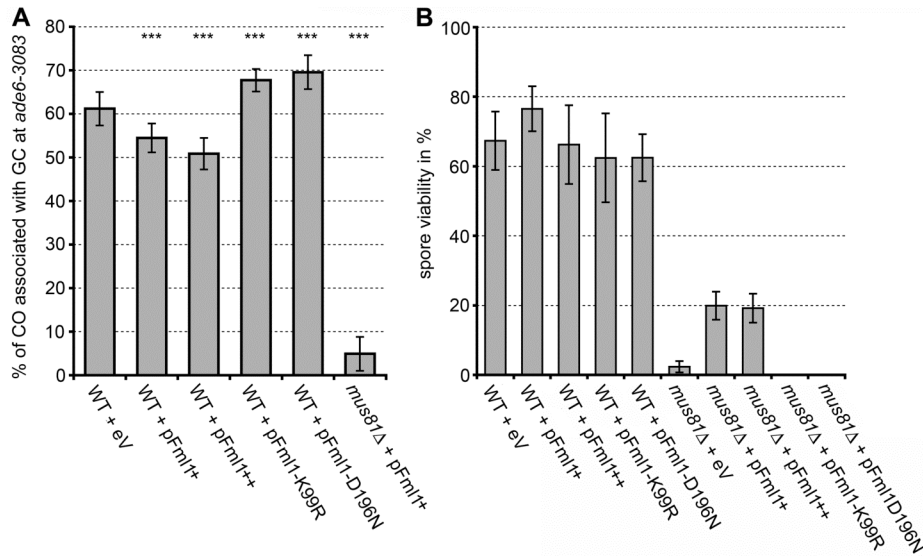 A
% of CO associated with GC at ade6-3083
80
70
60
50
40
30
20
10
0
***
***
***
***
***
WT + eV
WT + pFml1+
WT + pFml1++
WT + pFml1-K99R
WT + pFml1-D196N
mus81Δ + pFml1+
B
spore viability in %
100
80
60
40
20
0
WT + eV
WT + pFml1+
WT + pFml1++
WT + pFml1-K99R
WT + pFml1-D196N
mus81Δ + eV
mus81Δ + pFml1+
mus81Δ + pFml1++
mus81Δ + pFml1-K99R
mus81Δ + pFml1D196N